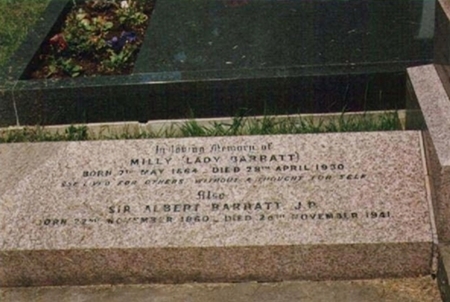 In Loving Memory of
MILLY (LADY BARRATT)
BORN 7TH MAY 1864. DIED 28TH APRIL 1930
SHE LIVED FOR OTHERS WITHOUT A THOUGHT FOR SELF
Also
SIR ALBERT BARRATT. J.P.
BORN 22ND NOVEMBER 1860. DIED 26TH NOVEMBER 1941